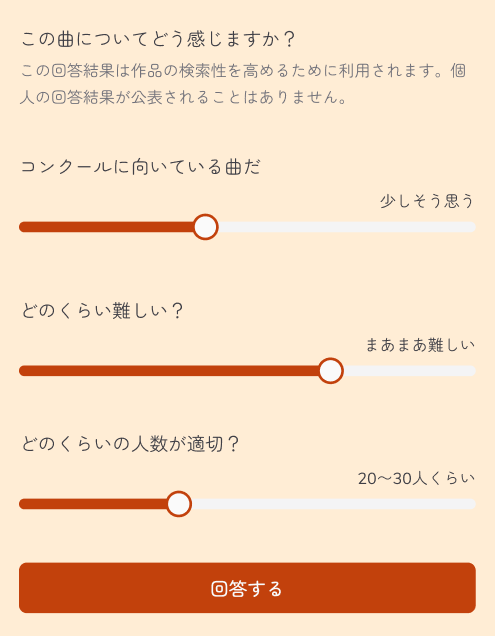 この曲についてどう感じますか？
この回答結果は作品の検索性を高めるために利用されます。個
人の回答結果が公表されることはありません。
コンクールに向いている曲だ
少しそう思う
どのくらい難しい？
まあまあ難しい
どのくらいの人数が適切？
20〜30人くらい
回答する